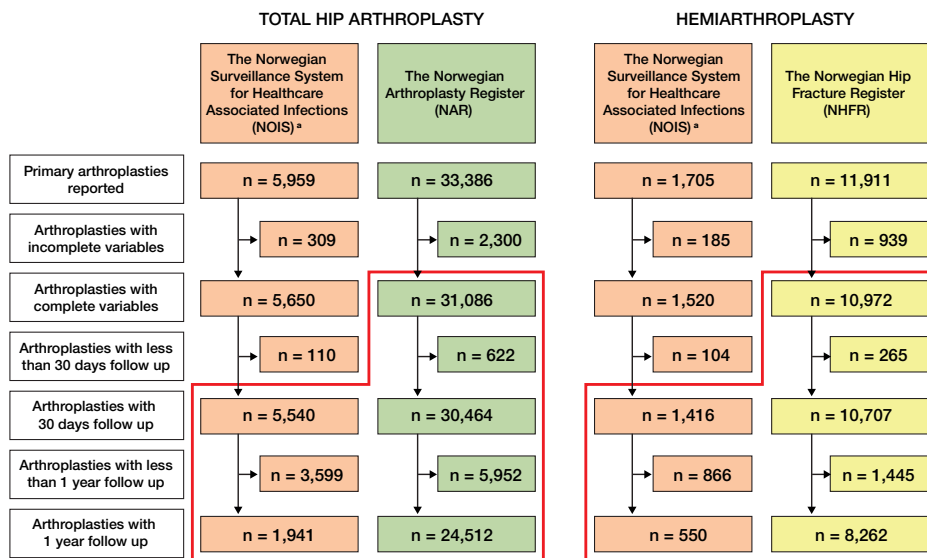 TOTAL HIP ARTHROPLASTY
HEMIARTHROPLASTY
The Norwegian
Surveillance System
for Healthcare
Associated Infections
(NOIS) a
The Norwegian
Arthroplasty Register
(NAR)
The Norwegian
Surveillance System
for Healthcare
Associated Infections
(NOIS) a
The Norwegian Hip
Fracture Register
(NHFR)
Primary arthroplasties
reported
n = 5,959
n = 33,386
n = 1,705
n = 11,911
Arthroplasties with
incomplete variables
n = 309
n = 2,300
n = 185
n = 939
Arthroplasties with
complete variables
n = 5,650
n = 31,086
n = 1,520
n = 10,972
Arthroplasties with less
than 30 days follow up
n = 110
n = 622
n = 104
n = 265
Arthroplasties with
30 days follow up
n = 5,540
n = 30,464
n = 1,416
n = 10,707
Arthroplasties with less
than 1 year follow up
n = 3,599
n = 5,952
n = 866
n = 1,445
Arthroplasties with
1 year follow up
n = 1,941
n = 24,512
n = 550
n = 8,262